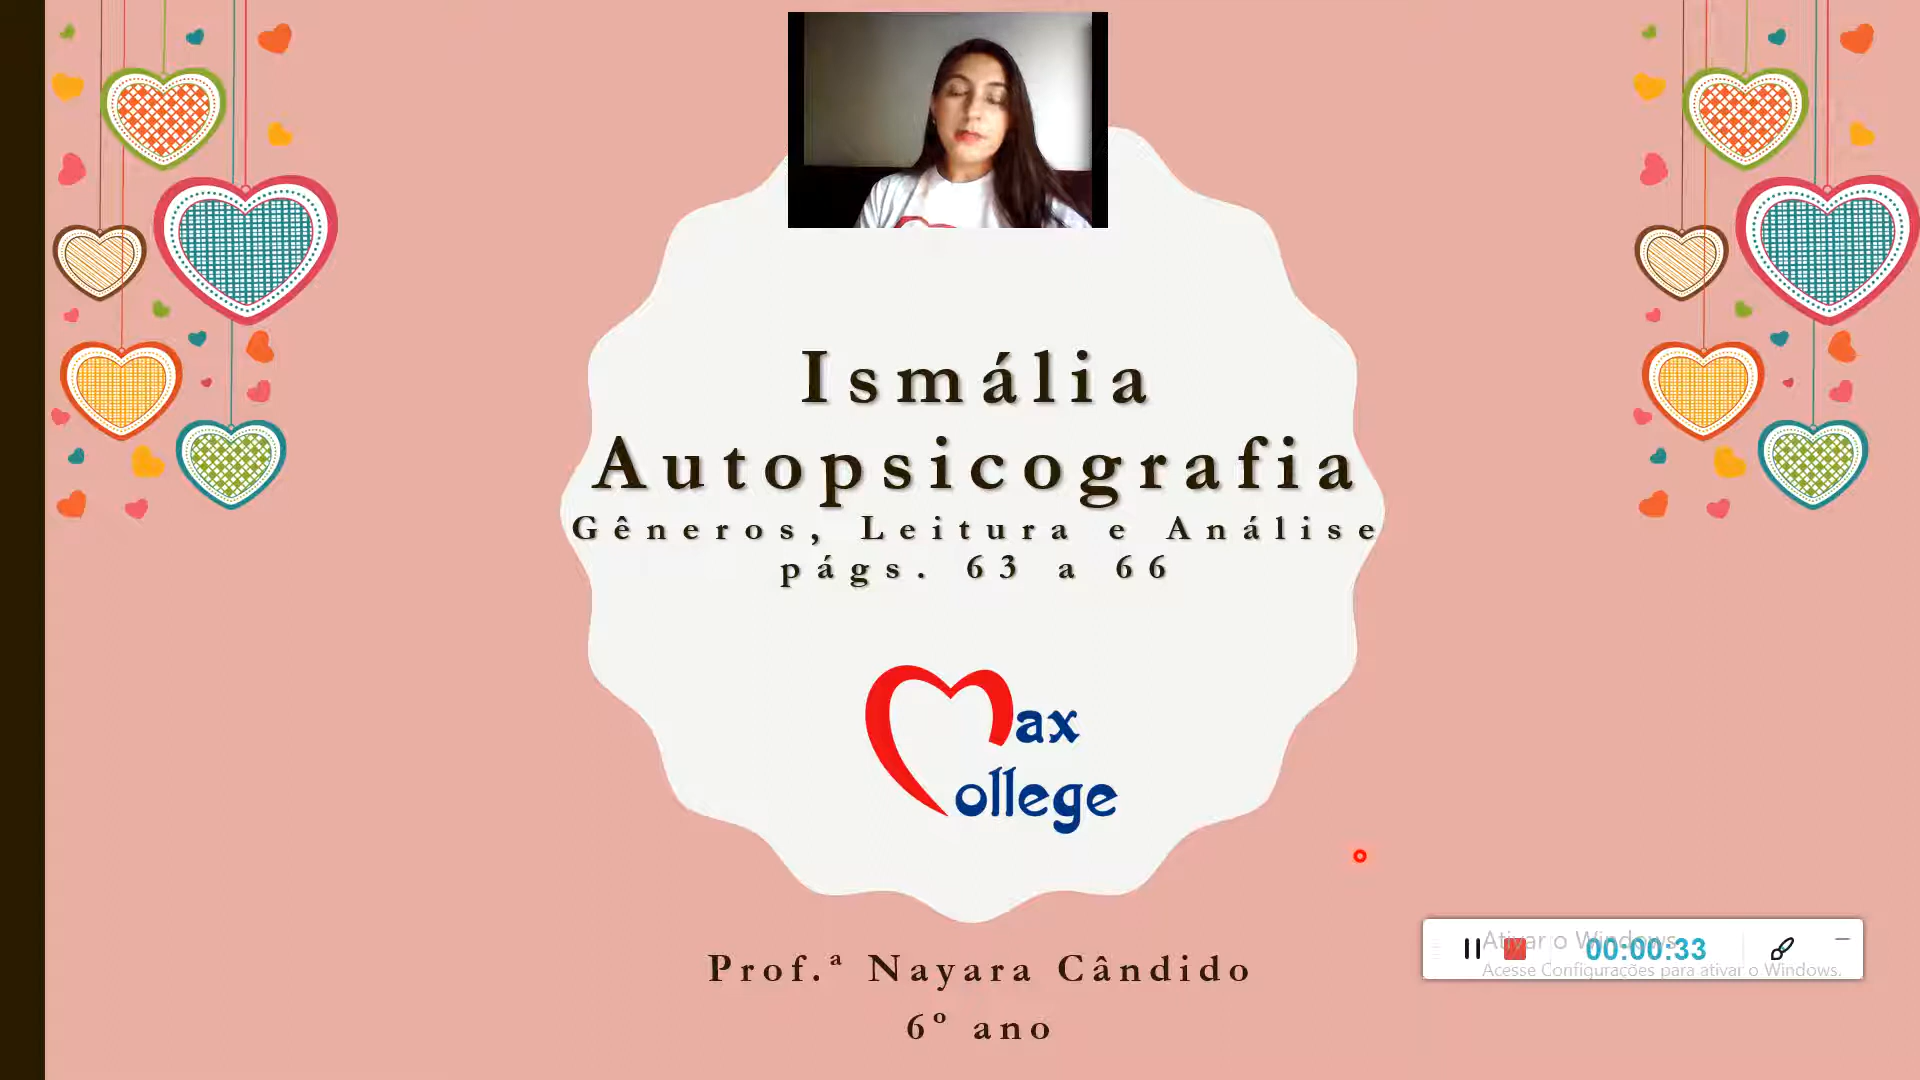 Ismália
Autopsicografia
Gêneros, Leitura e Análise
págs. 63 a 66
Max
College
Prof.ª Nayara Cândido
6º ano
Ativar o Windows
00:00:33
Acesse Configurações para ativar o Windows.